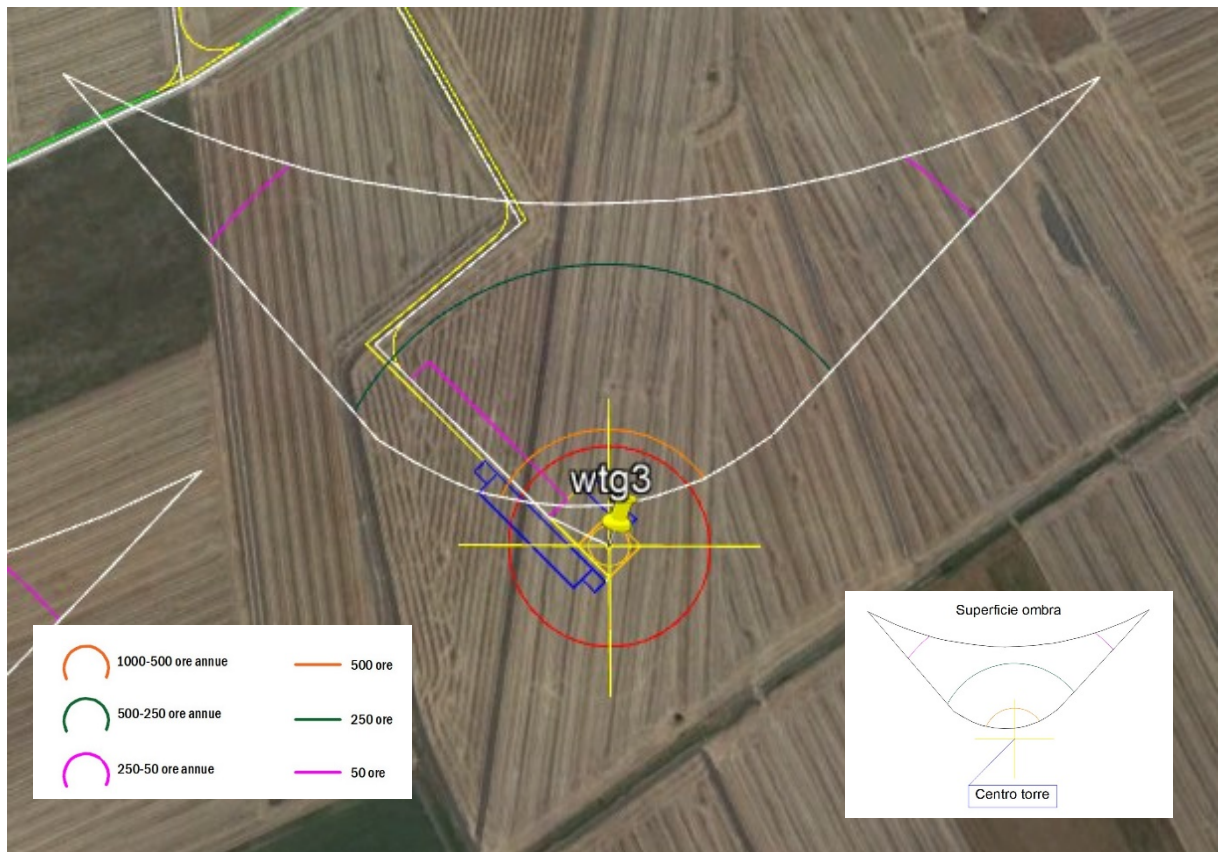 wtg3
1000-500 ore annue
500 ore
500-250 ore annue
250 ore
250-50 ore annue
50 ore
Superficie ombra
Centro torre